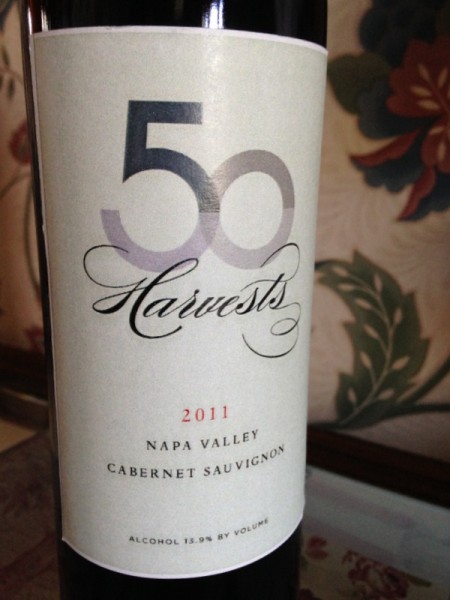 50
Harvests
2011
NAPA VALLEY
CABERNET SAUVIGNON
ALCOHOL 13.9% BY VOLUME